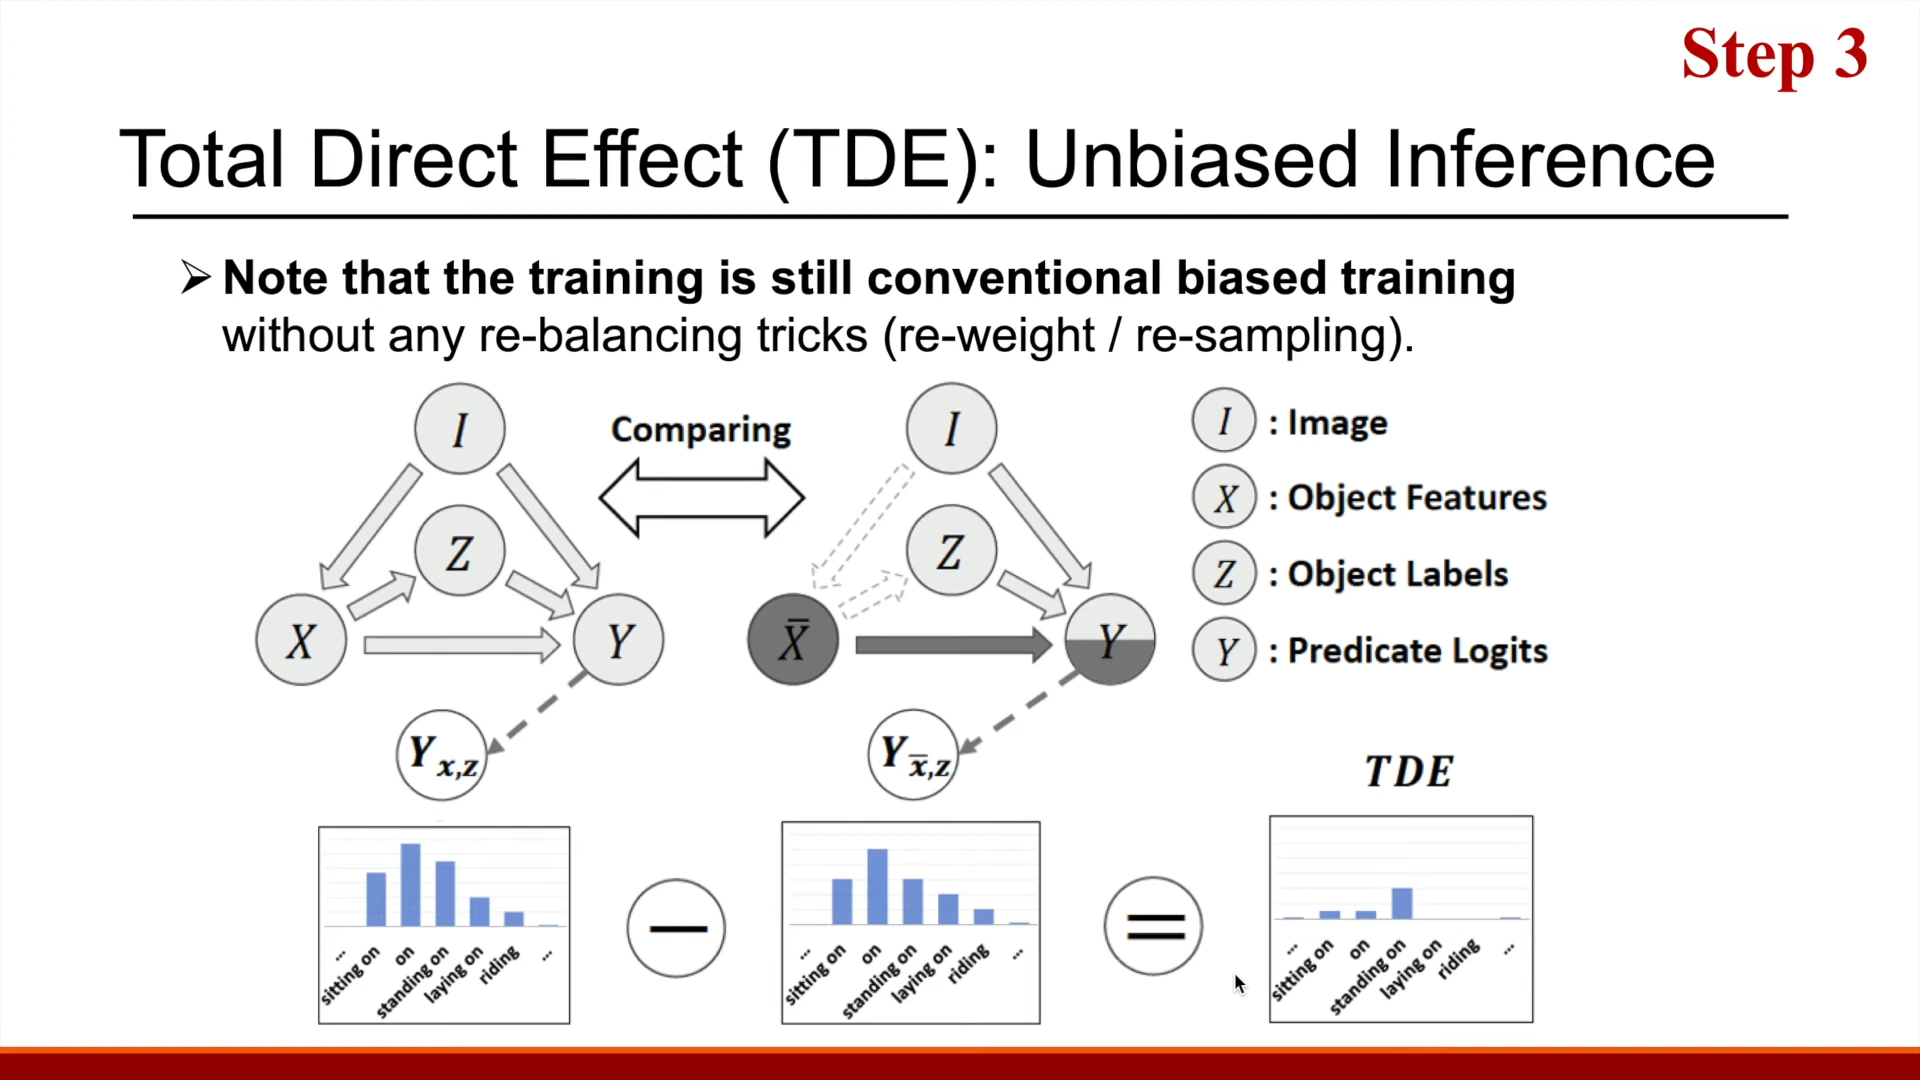 Step 3
Total Direct Effect (TDE): Unbiased Inference
➢ Note that the training is still conventional biased training
without any re-balancing tricks (re-weight / re-sampling).
I
Z
X
Y
Y x,z
Comparing
I
Z
X̄
Y
Y x̄,z
I : Image
X : Object Features
Z : Object Labels
Y : Predicate Logits
TDE
... sitting on on standing on laying on riding ...
−
... sitting on on standing on laying on riding ...
=
... sitting on on standing on laying on riding ...